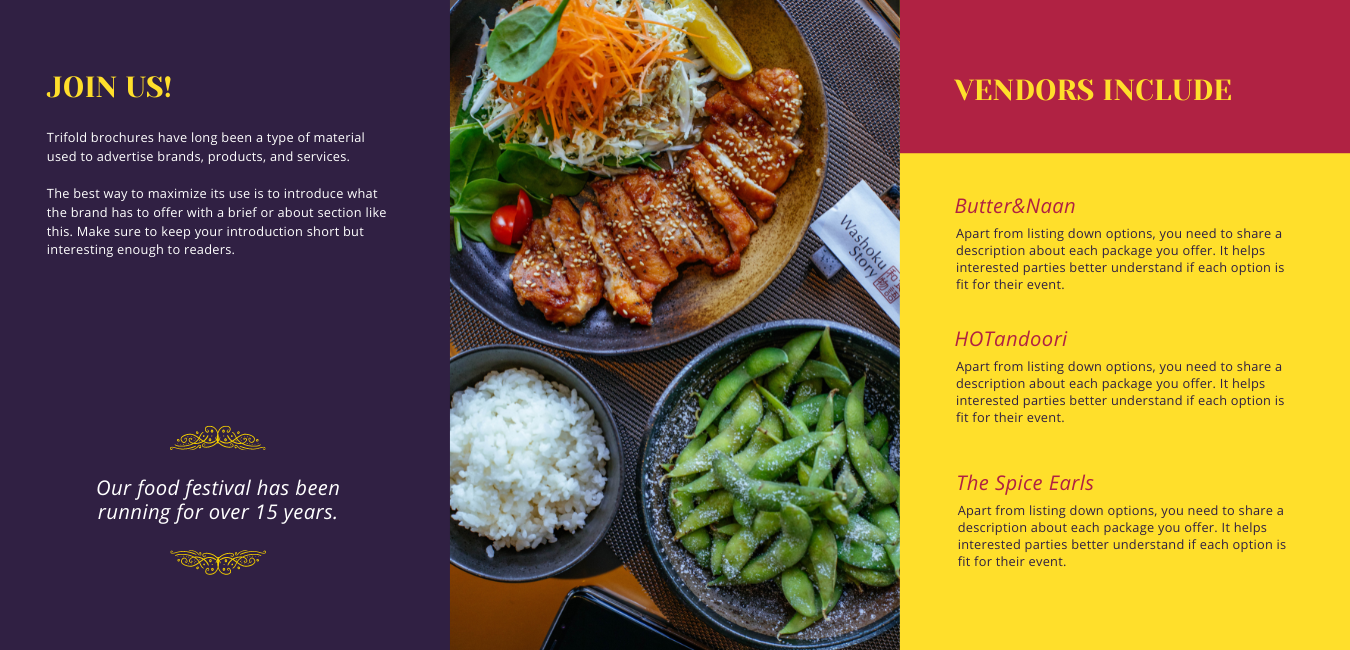 JOIN US!
Trifold brochures have long been a type of material
used to advertise brands, products, and services.
The best way to maximize its use is to introduce what
the brand has to offer with a brief or about section like
this. Make sure to keep your introduction short but
interesting enough to readers.
Our food festival has been
running for over 15 years.
Washoku
Story
VENDORS INCLUDE
Butter&Naan
Apart from listing down options, you need to share a
description about each package you offer. It helps
interested parties better understand if each option is
fit for their event.
HOTandoori
Apart from listing down options, you need to share a
description about each package you offer. It helps
interested parties better understand if each option is
fit for their event.
The Spice Earls
Apart from listing down options, you need to share a
description about each package you offer. It helps
interested parties better understand if each option is
fit for their event.